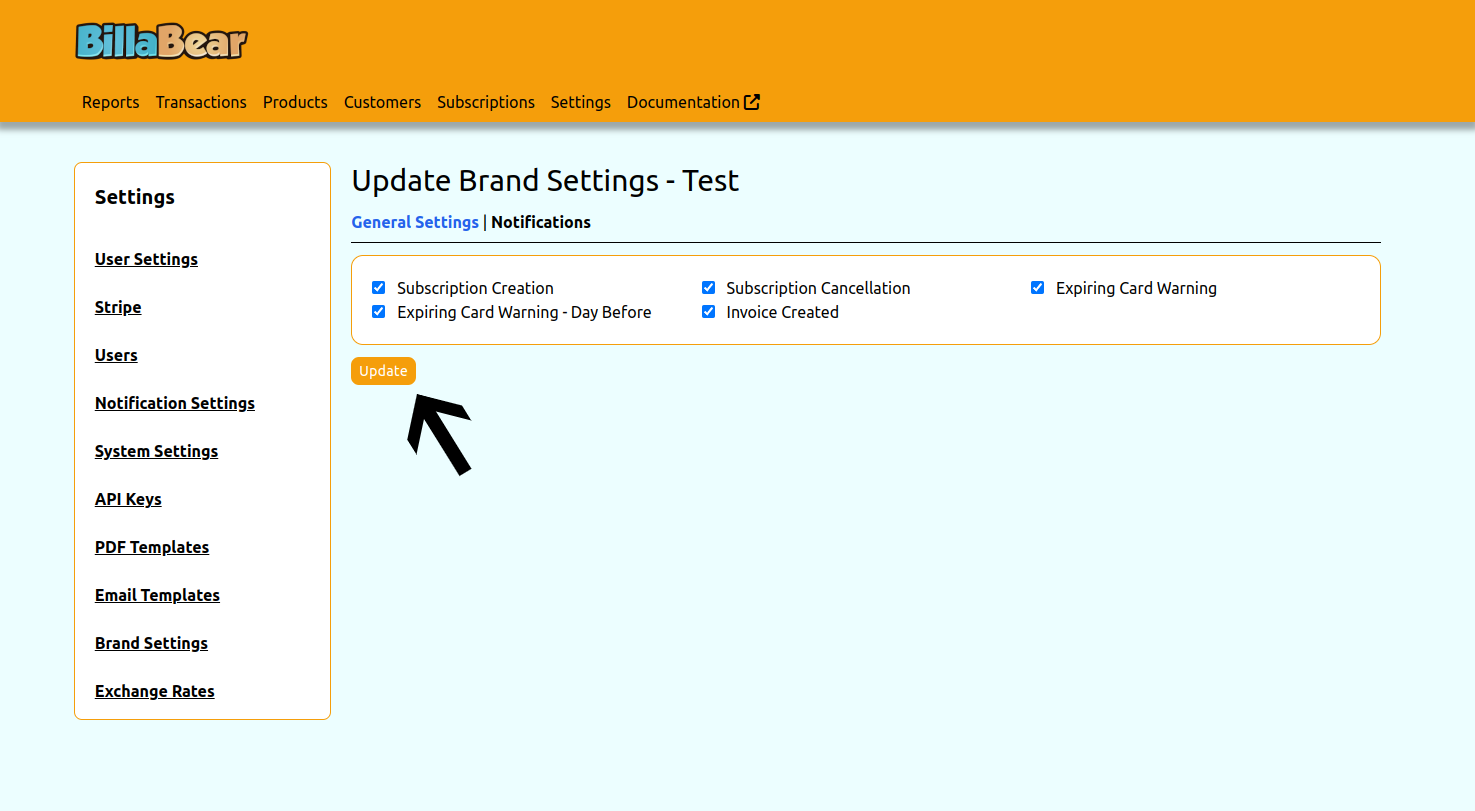 BillaBear
Reports Transactions Products Customers Subscriptions Settings Documentation
Settings
User Settings
Stripe
Users
Notification Settings
System Settings
API Keys
PDF Templates
Email Templates
Brand Settings
Exchange Rates
Update Brand Settings - Test
General Settings | Notifications
Subscription Creation Subscription Cancellation Expiring Card Warning
Expiring Card Warning - Day Before Invoice Created
Update